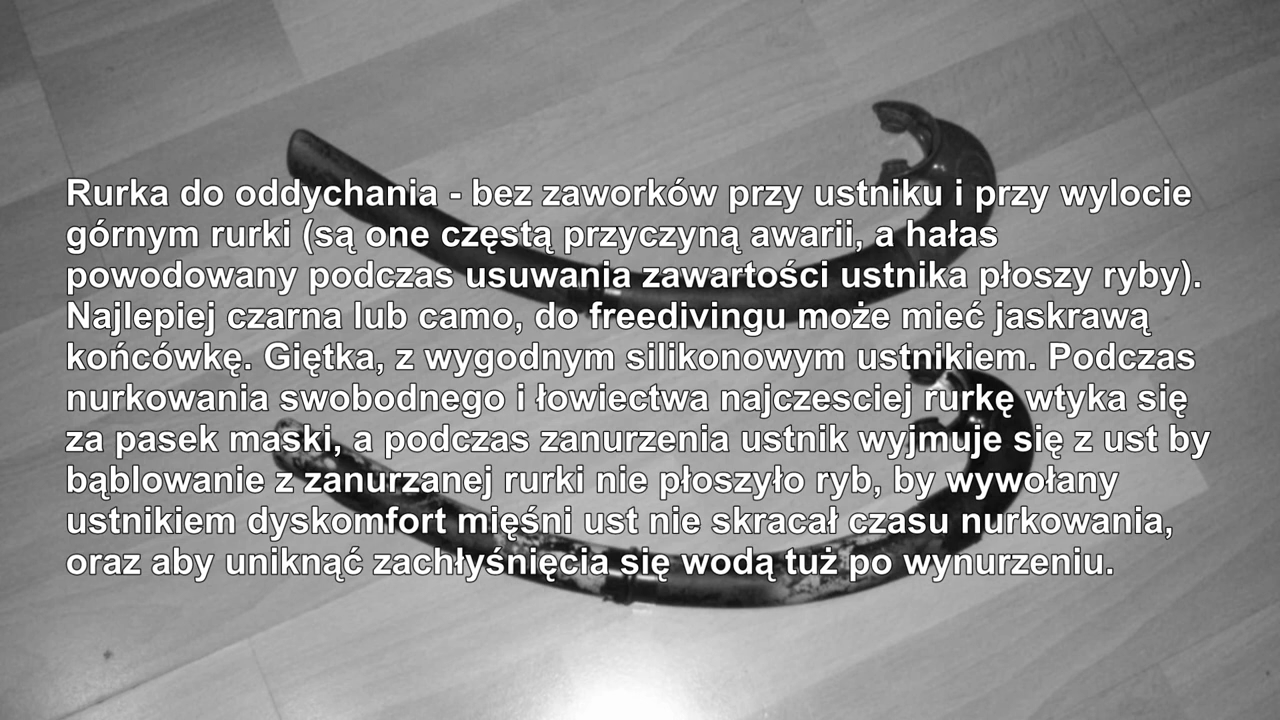 Rurka do oddychania - bez zaworków przy ustniku i przy wylocie
górnym rurki (są one częstą przyczyną awarii, a hałas
powodowany podczas usuwania zawartości ustnika płoszy ryby).
Najlepiej czarna lub camo, do freedivingu może mieć jaskrawą
końcówkę. Giętka, z wygodnym silikonowym ustnikiem. Podczas
nurkowania swobodnego i łowiectwa najczesciej rurkę wtyka się
za pasek maski, a podczas zanurzenia ustnik wyjmuje się z ust by
bąblowanie z zanurzanej rurki nie płoszyło ryb, by wywołany
ustnikiem dyskomfort mięśni ust nie skracał czasu nurkowania,
oraz aby uniknąć zachłyśnięcia się wodą tuż po wynurzeniu.